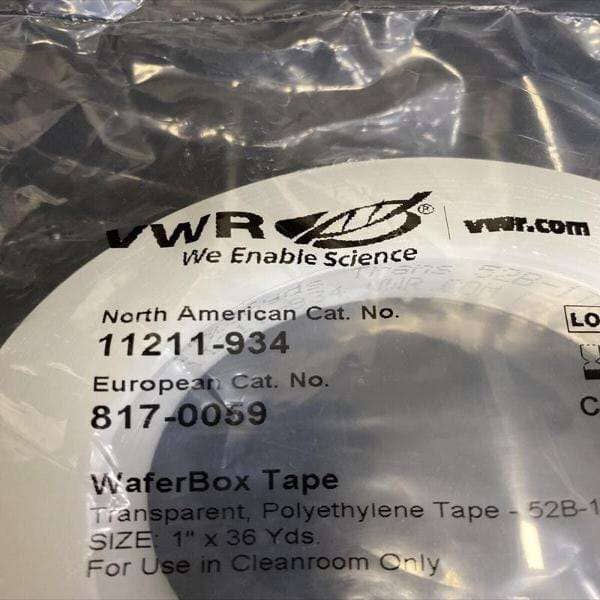 VWR ® | vwr.com
We Enable Science
North American Cat. No.
11211-934
LO
European Cat. No.
817-0059
C
WaferBox Tape
Transparent, Polyethylene Tape - 52B-1
SIZE: 1" x 36 Yds.
For Use in Cleanroom Only